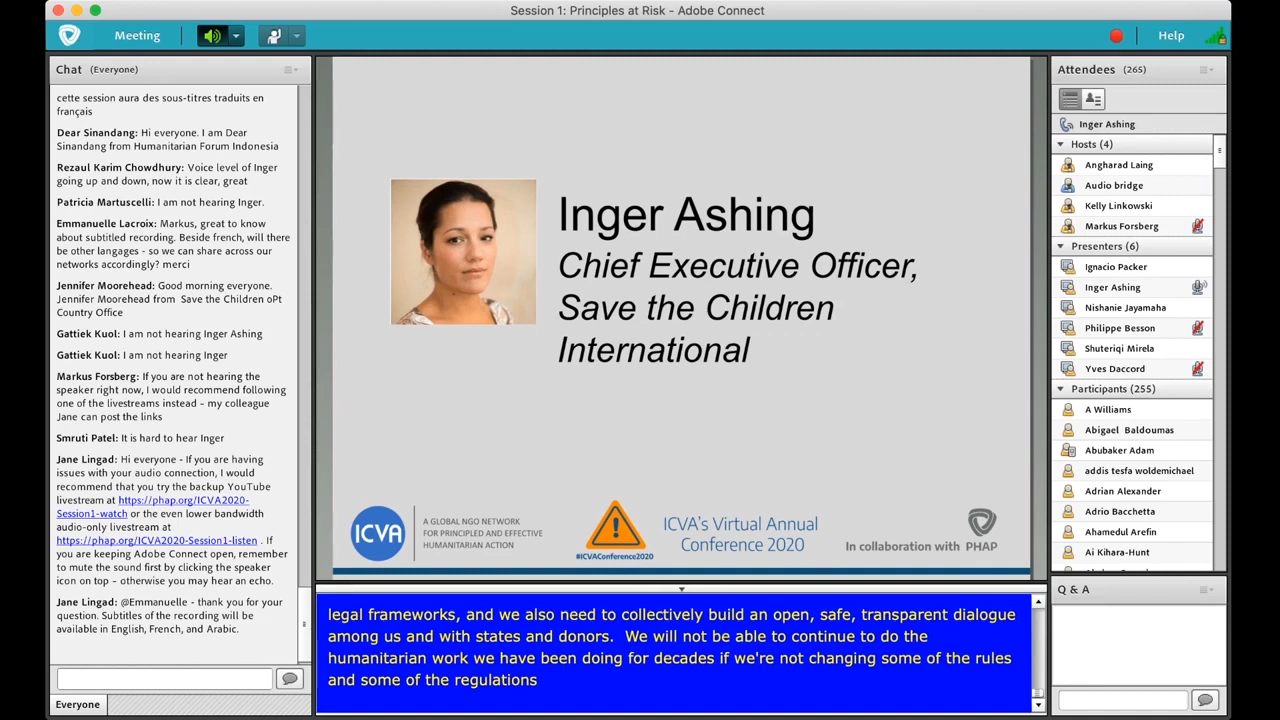 Session 1: Principles at Risk - Adobe Connect
Meeting
Help
Chat (Everyone)
cette session aura des sous-titres traduits en
français
Dear Sinandang: Hi everyone. I am Dear
Sinandang from Humanitarian Forum Indonesia
Rezaul Karim Chowdhury: Voice level of Inger
going up and down, now it is clear, great
Patricia Martuscelli: I am not hearing Inger.
Emmanuelle Lacroix: Markus, great to know
about subtitled recording. Beside french, will there
be other langages - so we can share across our
networks accordingly? merci
Jennifer Moorehead: Good morning everyone.
Jennifer Moorehead from Save the Children oPt
Country Office
Gattiek Kuol: I am not hearing Inger Ashing
Gattiek Kuol: I am not hearing Inger
Markus Forsberg: If you are not hearing the
speaker right now, I would recommend following
one of the livestreams instead - my colleague
Jane can post the links
Smruti Patel: It is hard to hear Inger
Jane Lingad: Hi everyone - If you are having
issues with your audio connection, I would
recommend that you try the backup YouTube
livestream at https://phap.org/ICVA2020-
Session1-watch or the even lower bandwidth
audio-only livestream at
https://phap.org/ICVA2020-Session1-listen . If
you are keeping Adobe Connect open, remember
to mute the sound first by clicking the speaker
icon on top - otherwise you may hear an echo.
Jane Lingad: @Emmanuelle - thank you for your
question. Subtitles of the recording will be
available in English, French, and Arabic.
Everyone
Inger Ashing
Chief Executive Officer,
Save the Children
International
ICVA
A GLOBAL NGO NETWORK
FOR PRINCIPLED AND EFFECTIVE
HUMANITARIAN ACTION
#ICVAConference2020
ICVA's Virtual Annual
Conference 2020
In collaboration with PHAP
legal frameworks, and we also need to collectively build an open, safe, transparent dialogue
among us and with states and donors. We will not be able to continue to do the
humanitarian work we have been doing for decades if we're not changing some of the rules
and some of the regulations
Attendees (265)
Inger Ashing
Hosts (4)
Angharad Laing
Audio bridge
Kelly Linkowski
Markus Forsberg
Presenters (6)
Ignacio Packer
Inger Ashing
Nishanie Jayamaha
Philippe Besson
Shuteriqi Mirela
Yves Daccord
Participants (255)
A Williams
Abigael Baldoumas
Abubaker Adam
addis tesfa woldemichael
Adrian Alexander
Adrio Bacchetta
Ahamedul Arefin
Ai Kihara-Hunt
Q & A